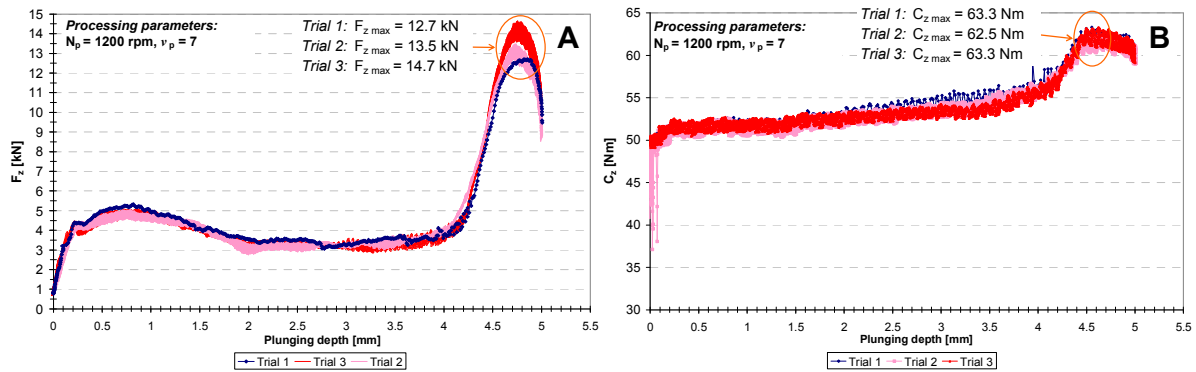 Processing parameters:
N_p = 1200 rpm, ν_p = 7
Trial 1: F_z max = 12.7 kN
Trial 2: F_z max = 13.5 kN
Trial 3: F_z max = 14.7 kN
A
15
14
13
12
11
10
9
8
7
6
5
4
3
2
1
0
F_z [kN]
0 0.5 1 1.5 2 2.5 3 3.5 4 4.5 5 5.5
Plunging depth [mm]
Trial 1 Trial 3 Trial 2
Processing parameters:
N_p = 1200 rpm, ν_p = 7
Trial 1: C_z max = 63.3 Nm
Trial 2: C_z max = 62.5 Nm
Trial 3: C_z max = 63.3 Nm
B
65
60
55
50
45
40
35
30
C_z [Nm]
0 0.5 1 1.5 2 2.5 3 3.5 4 4.5 5 5.5
Plunging depth [mm]
Trial 1 Trial 2 Trial 3